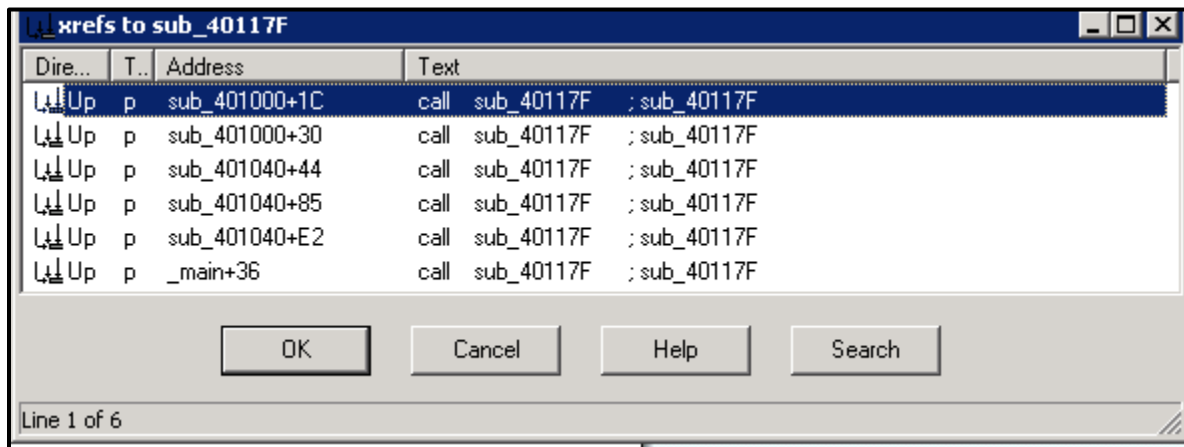 xrefs to sub_40117F
Dire... T.. Address Text
Up p sub_401000+1C call sub_40117F ; sub_40117F
Up p sub_401000+30 call sub_40117F ; sub_40117F
Up p sub_401040+44 call sub_40117F ; sub_40117F
Up p sub_401040+85 call sub_40117F ; sub_40117F
Up p sub_401040+E2 call sub_40117F ; sub_40117F
Up p _main+36 call sub_40117F ; sub_40117F
OK Cancel Help Search
Line 1 of 6